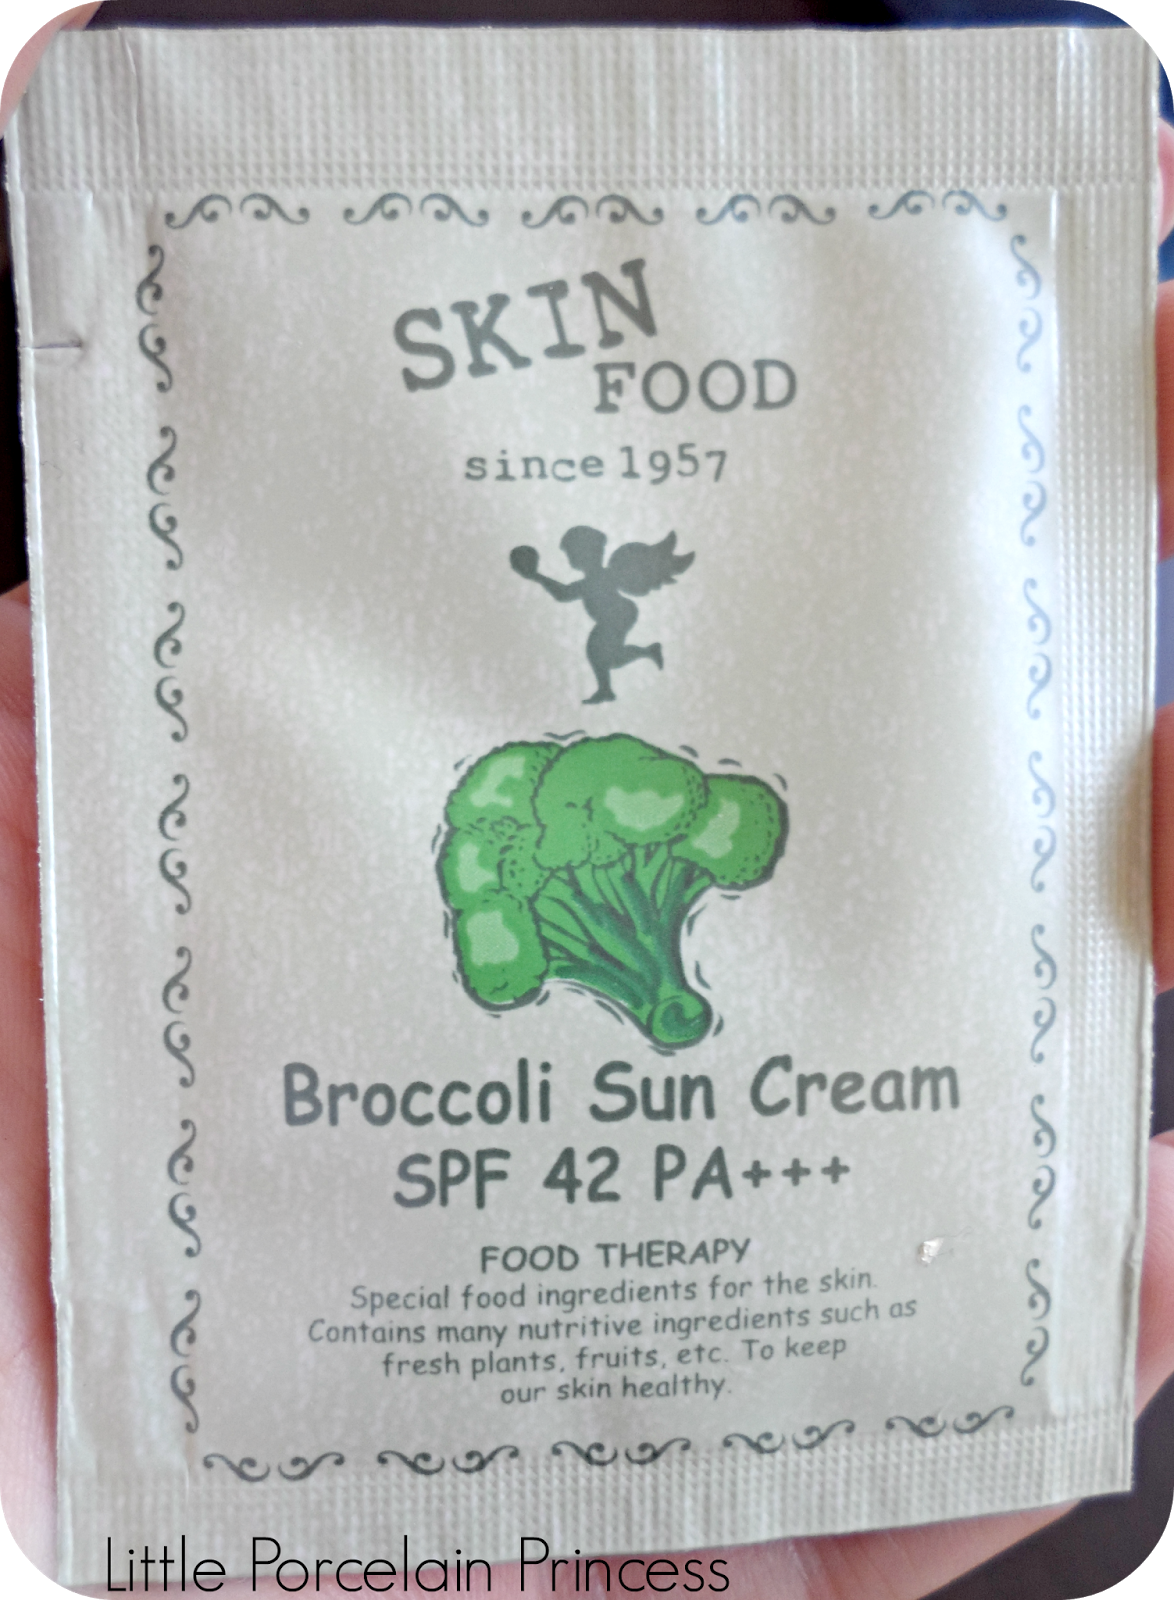 SKIN
FOOD
since 1957
Broccoli Sun Cream
SPF 42 PA+++
FOOD THERAPY
Special food ingredients for the skin.
Contains many nutritive ingredients such as
fresh plants, fruits, etc. To keep
our skin healthy.
Little Porcelain Princess